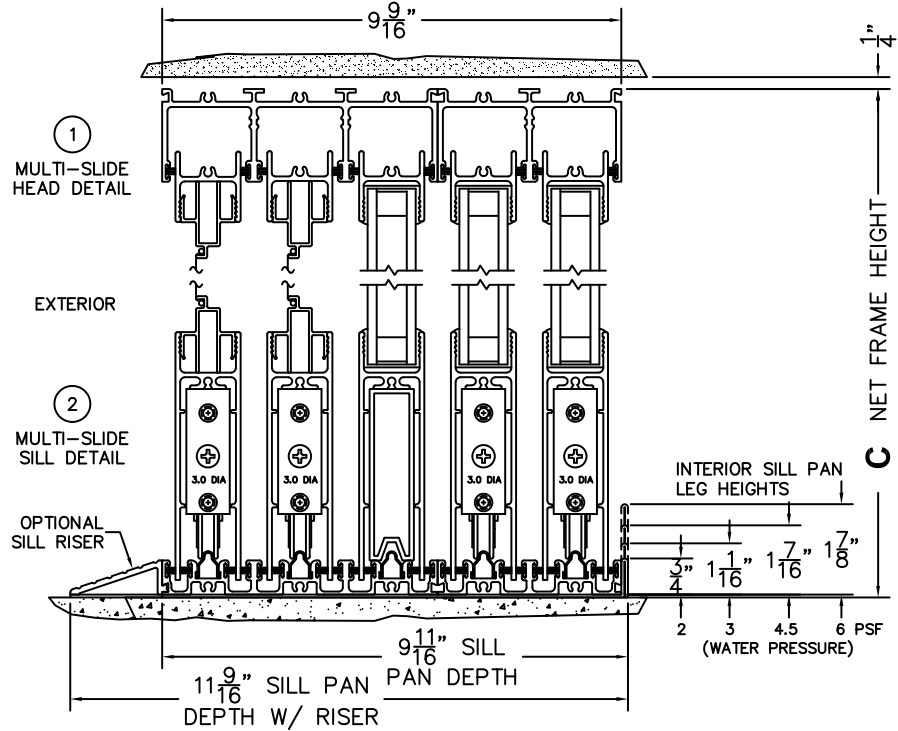 9 9/16"
1/4"
1
MULTI-SLIDE
HEAD DETAIL
EXTERIOR
2
MULTI-SLIDE
SILL DETAIL
C NET FRAME HEIGHT
3.0 DIA
3.0 DIA
3.0 DIA
3.0 DIA
INTERIOR SILL PAN
LEG HEIGHTS
OPTIONAL
SILL RISER
3/4"
1 1/16"
1 7/16"
1 7/8"
2 3 4.5 6 PSF
(WATER PRESSURE)
9 11/16" SILL
PAN DEPTH
11 9/16" SILL PAN
DEPTH W/ RISER